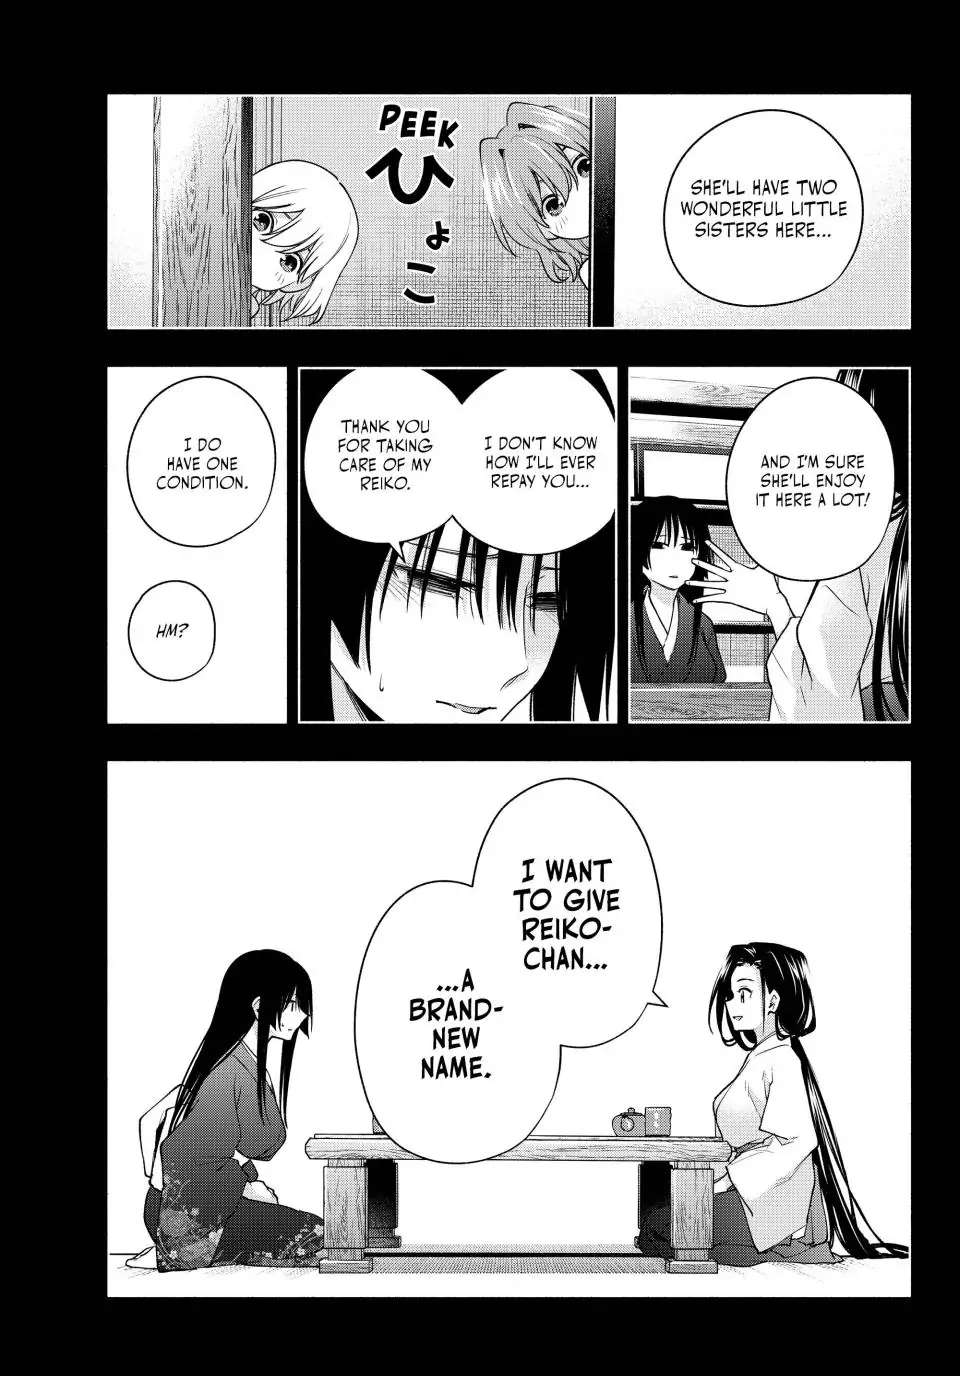 SHE'LL HAVE TWO
WONDERFUL LITTLE
SISTERS HERE...
PEEK
ひょこ
AND I'M SURE
SHE'LL ENJOY
IT HERE A LOT!
I DON'T KNOW
HOW I'LL EVER
REPAY YOU...
THANK YOU
FOR TAKING
CARE OF MY
REIKO.
I DO
HAVE ONE
CONDITION.
HM?
I WANT
TO GIVE
REIKO-
CHAN...
...A
BRAND-
NEW
NAME.